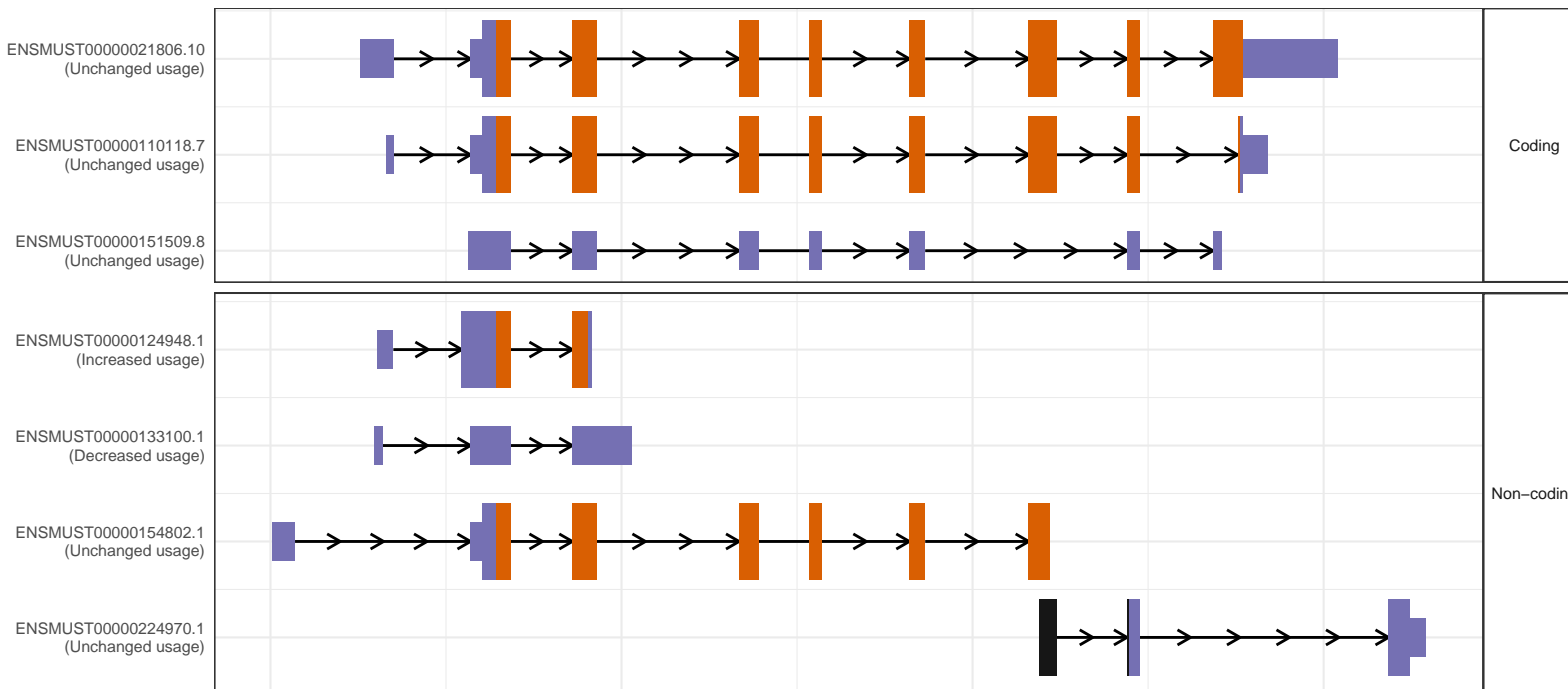 ENSMUST00000021806.10
(Unchanged usage)
ENSMUST00000110118.7
(Unchanged usage)
ENSMUST00000151509.8
(Unchanged usage)
Coding
ENSMUST00000124948.1
(Increased usage)
ENSMUST00000133100.1
(Decreased usage)
ENSMUST00000154802.1
(Unchanged usage)
ENSMUST00000224970.1
(Unchanged usage)
Non−codin